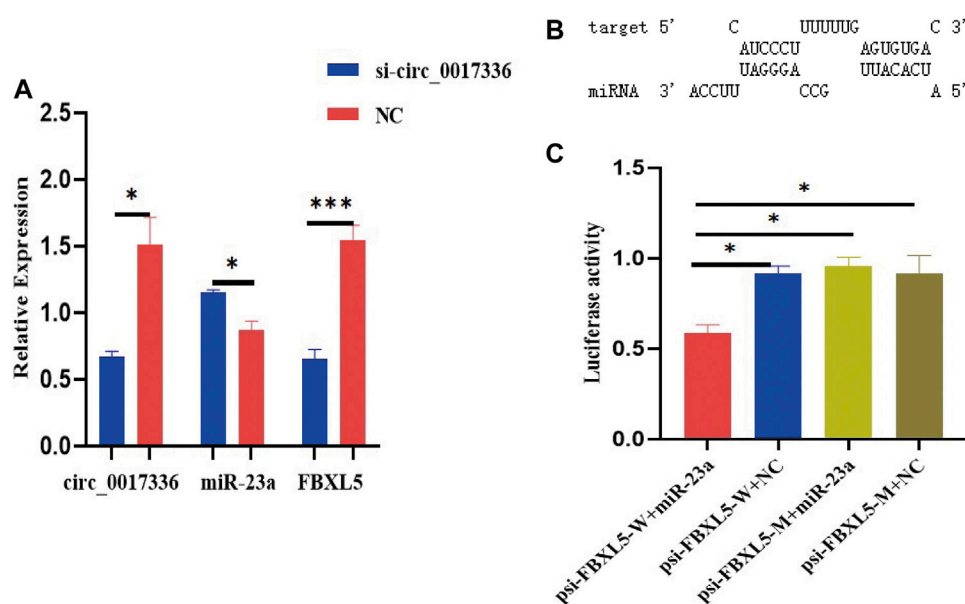 A
si-circ_0017336
NC
Relative Expression
2.5
2.0
1.5
1.0
0.5
0.0
*
*
***
circ_0017336 miR-23a FBXL5
B
target 5' C UUUUUG C 3'
AUCCCU AGUGUGA
UAGGGA UUACACU
miRNA 3' ACCUU CCG A 5'
C
Luciferase activity
1.5
1.0
0.5
0.0
*
*
*
psi-FBXL5-W+miR-23a
psi-FBXL5-W+NC
psi-FBXL5-M+miR-23a
psi-FBXL5-M+NC